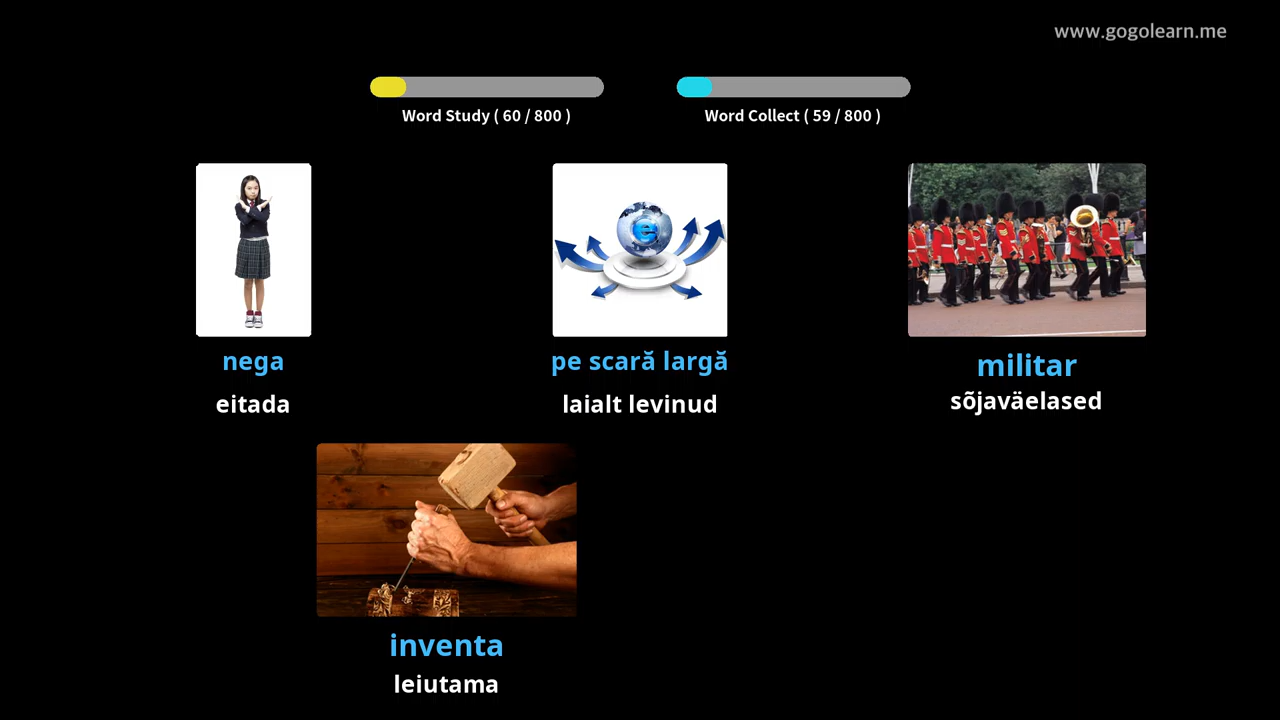 www.gogolearn.me
Word Study ( 60 / 800 )
Word Collect ( 59 / 800 )
e
nega
eitada
pe scară largă
laialt levinud
militar
sõjaväelased
inventa
leiutama